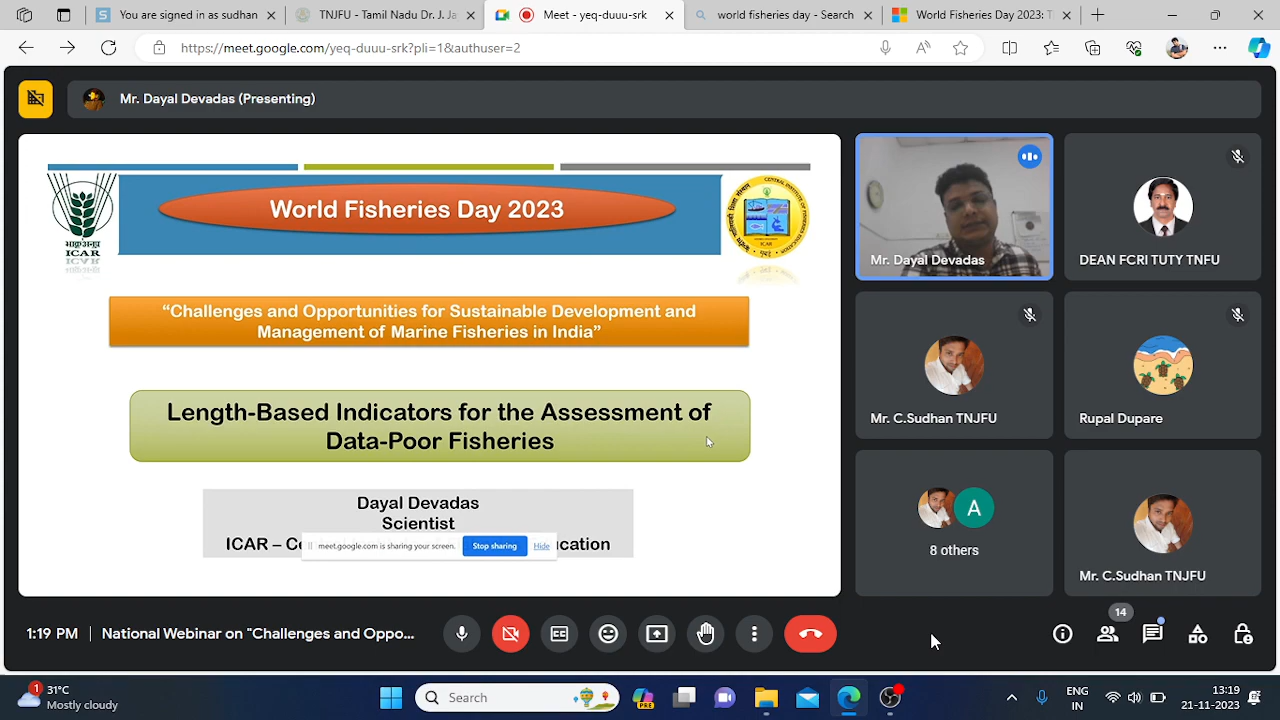 You are signed in as sudhan
TNJFU - Tamil Nadu Dr. J. Ja
Meet - yeq-duuu-srk
world fisheries day - Search
World Fisheries Day 2023: T
https://meet.google.com/yeq-duuu-srk?pli=1&authuser=2
Mr. Dayal Devadas (Presenting)
World Fisheries Day 2023
ICAR
“Challenges and Opportunities for Sustainable Development and
Management of Marine Fisheries in India”
Length-Based Indicators for the Assessment of
Data-Poor Fisheries
Dayal Devadas
Scientist
ICAR – Ce
ucation
meet.google.com is sharing your screen.
Stop sharing
Hide
Mr. Dayal Devadas
DEAN FCRI TUTY TNFU
Mr. C.Sudhan TNJFU
Rupal Dupare
A
8 others
Mr. C.Sudhan TNJFU
1:19 PM
National Webinar on "Challenges and Oppo...
14
1
31°C
Mostly cloudy
Search
PRE
ENG
IN
13:19
21-11-2023